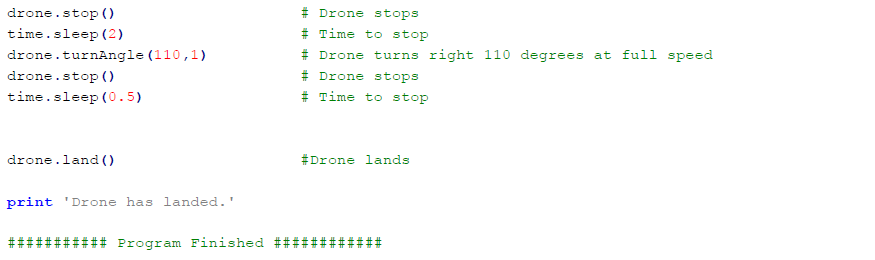 drone.stop() # Drone stops
time.sleep(2) # Time to stop
drone.turnAngle(110,1) # Drone turns right 110 degrees at full speed
drone.stop() # Drone stops
time.sleep(0.5) # Time to stop
drone.land() #Drone lands
print 'Drone has landed.'
########### Program Finished ############